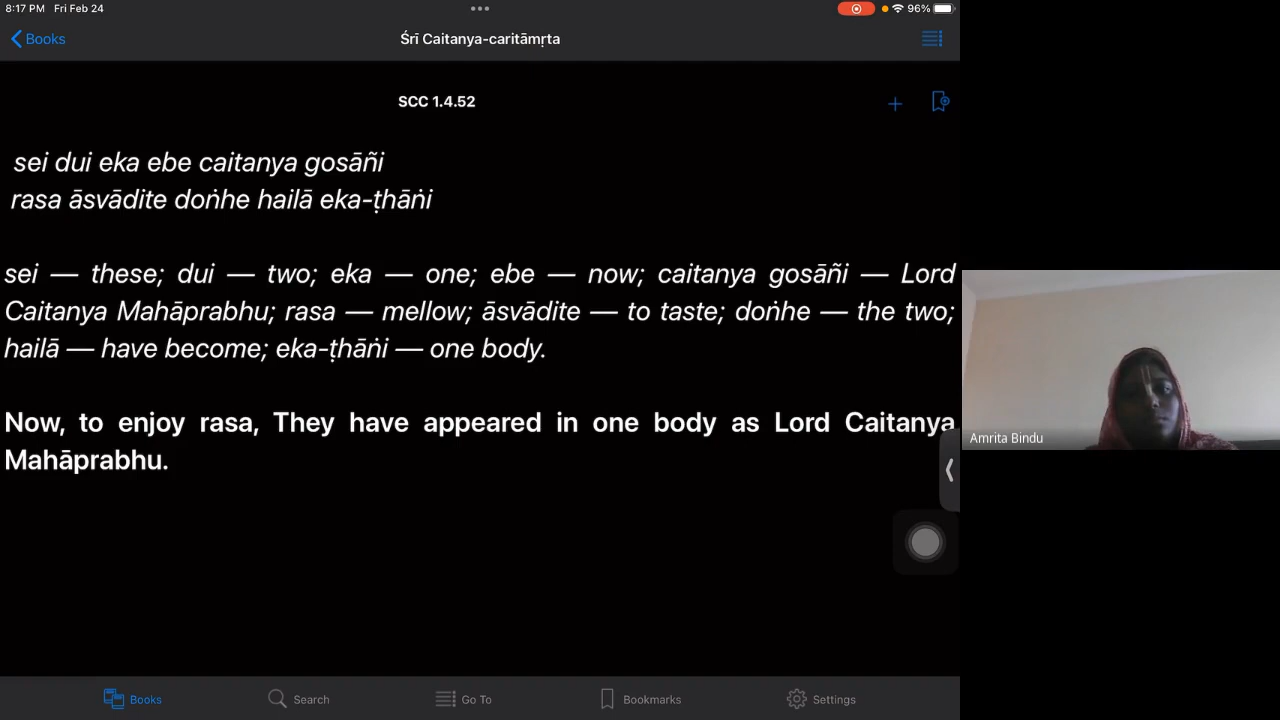 8:17 PM Fri Feb 24
96%
Books
Śrī Caitanya-caritāmṛta
SCC 1.4.52
sei dui eka ebe caitanya gosāñi
rasa āsvādite doṅhe hailā eka-ṭhāṅi
sei — these; dui — two; eka — one; ebe — now; caitanya gosāñi — Lord
Caitanya Mahāprabhu; rasa — mellow; āsvādite — to taste; doṅhe — the two;
hailā — have become; eka-ṭhāṅi — one body.
Now, to enjoy rasa, They have appeared in one body as Lord Caitanya
Mahāprabhu.
Amrita Bindu
Books Search Go To Bookmarks Settings